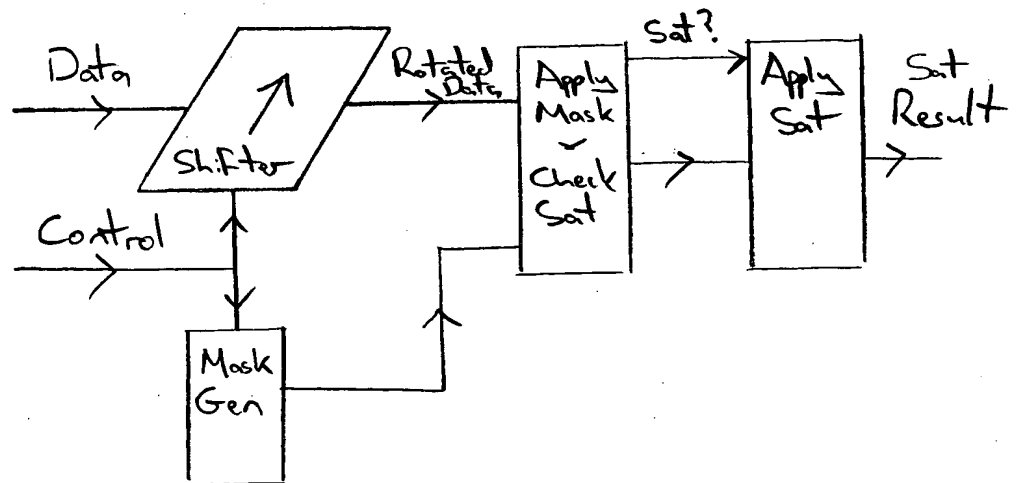 Data
Shifter
Control
Mask
Gen
Rotated
Data
Apply
Mask
Check
Sat
Sat?
Apply
Sat
Sat
Result